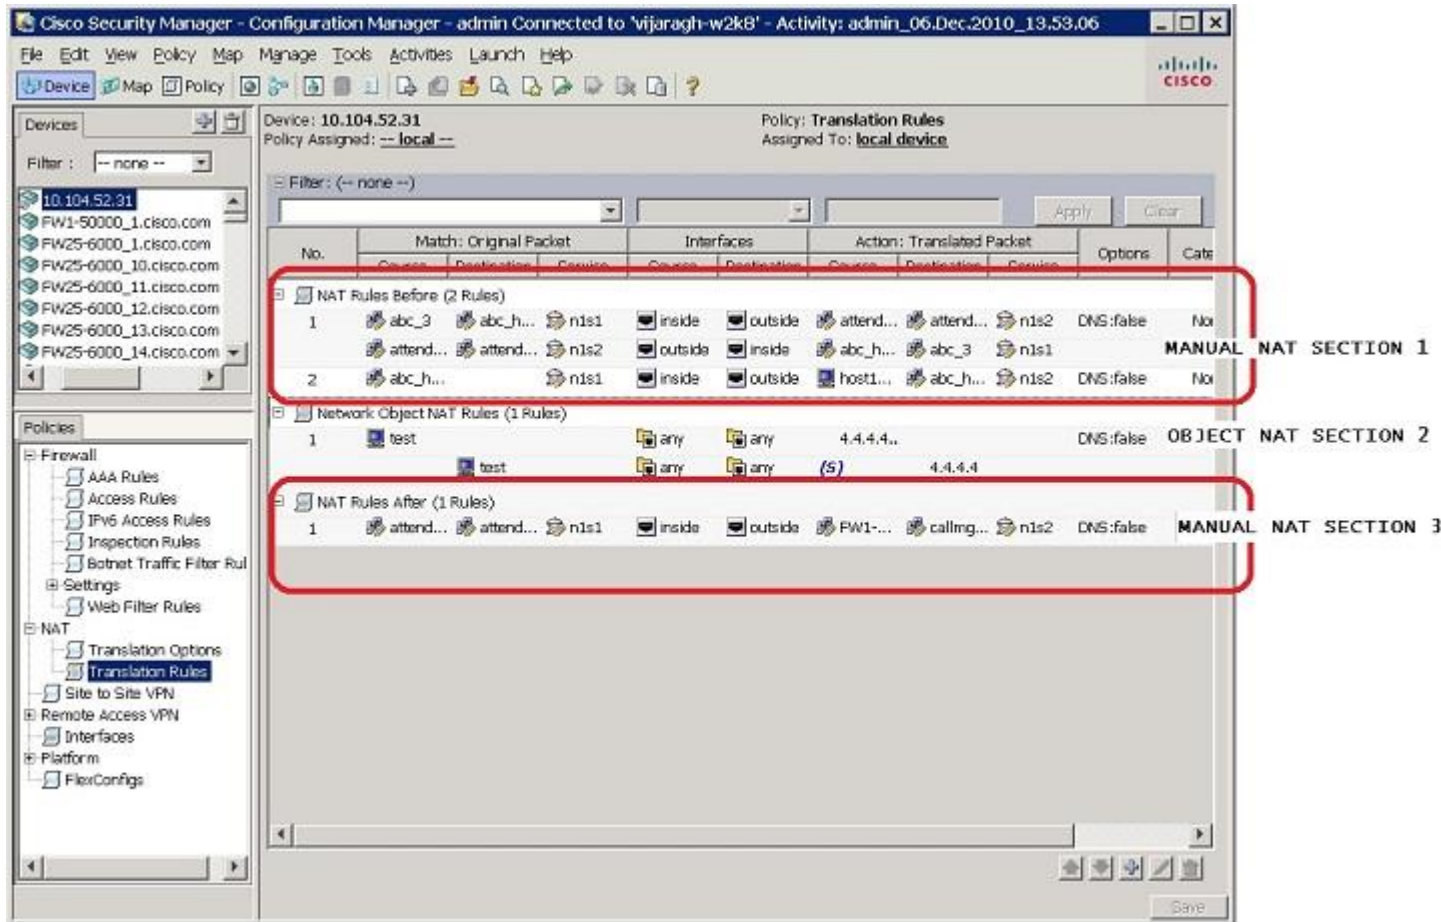 Cisco Security Manager - Configuration Manager - admin Connected to 'vijaragh-w2k8' - Activity: admin_06.Dec.2010_13.53.06
File Edit View Policy Map Manage Tools Activities Launch Help
Device Map Policy ?
CISCO
Devices
Filter : -- none --
10.104.52.31
FW1-50000_1.cisco.com
FW25-6000_1.cisco.com
FW25-6000_10.cisco.com
FW25-6000_11.cisco.com
FW25-6000_12.cisco.com
FW25-6000_13.cisco.com
FW25-6000_14.cisco.com
Policies
Firewall
AAA Rules
Access Rules
IPv6 Access Rules
Inspection Rules
Botnet Traffic Filter Rul
Settings
Web Filter Rules
NAT
Translation Options
Translation Rules
Site to Site VPN
Remote Access VPN
Interfaces
Platform
FlexConfigs
Device: 10.104.52.31 Policy: Translation Rules
Policy Assigned: -- local -- Assigned To: local device
Filter: (-- none --)
Apply Clear
No. Match: Original Packet Interfaces Action: Translated Packet Options Cate
Source Destination Service Source Destination Source Destination Service
NAT Rules Before (2 Rules)
1 abc_3 abc_h... n1s1 inside outside attend... attend... n1s2 DNS:false Non
attend... attend... n1s2 outside inside abc_h... abc_3 n1s1
MANUAL NAT SECTION 1
2 abc_h... n1s1 inside outside host1... abc_h... n1s2 DNS:false Non
Network Object NAT Rules (1 Rules)
1 test any any 4.4.4.4.. DNS:false
OBJECT NAT SECTION 2
test any any (S) 4.4.4.4
NAT Rules After (1 Rules)
1 attend... attend... n1s1 inside outside FW1-... callmg... n1s2 DNS:false
MANUAL NAT SECTION 3
Save